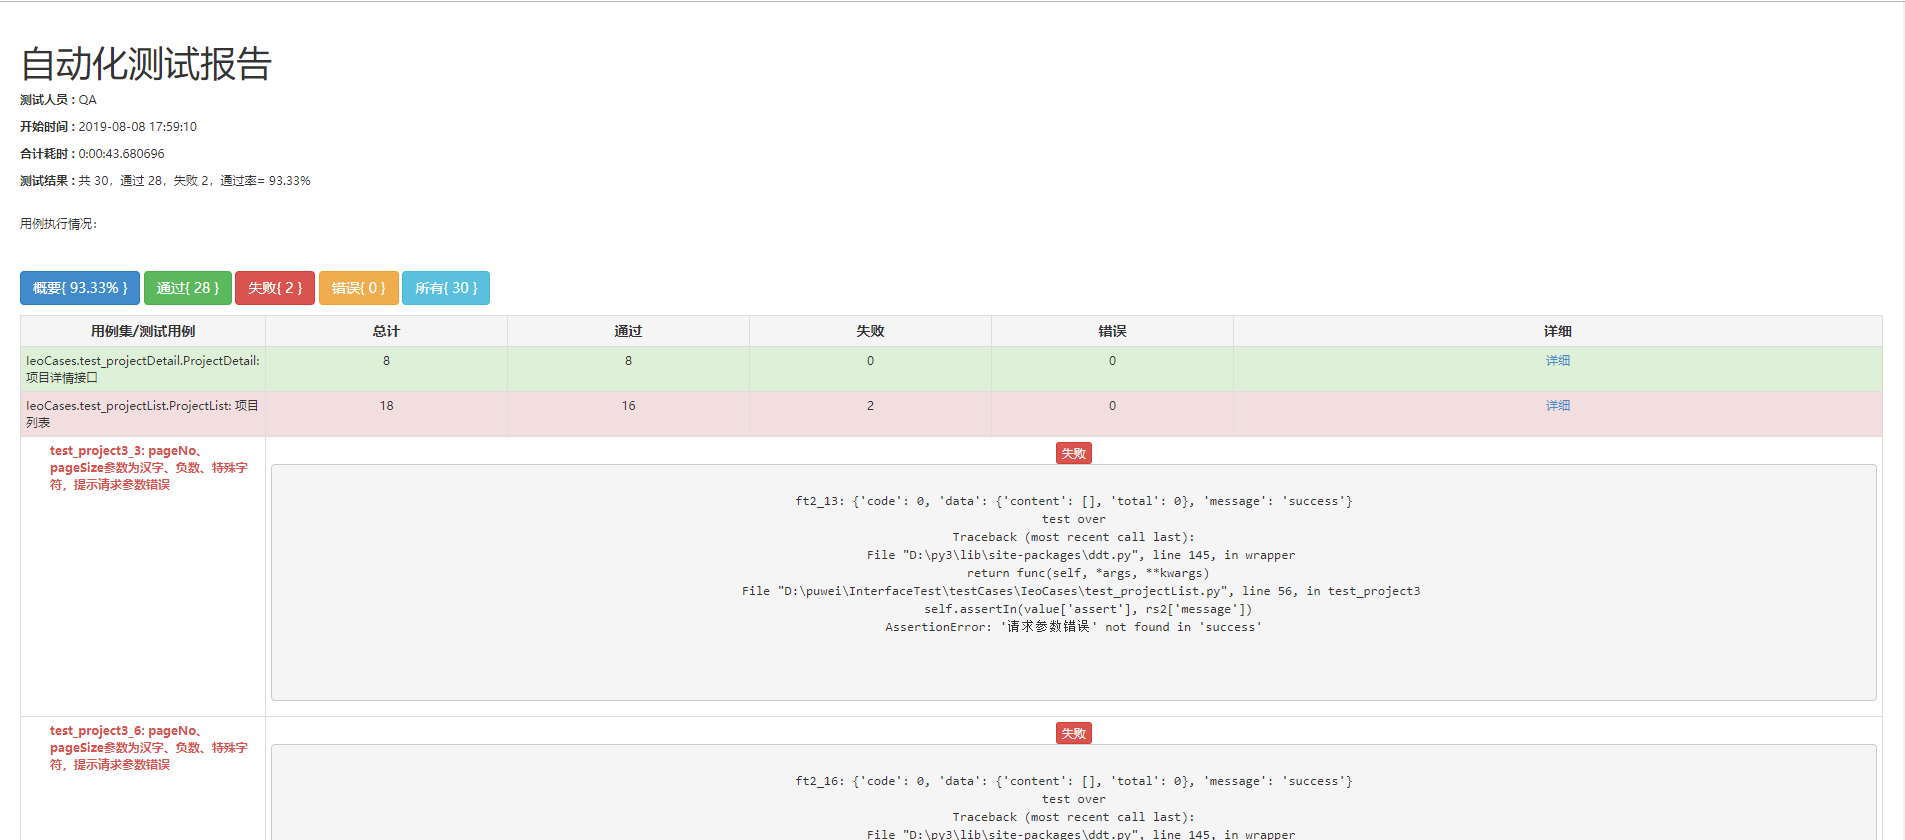 自动化测试报告
测试人员 : QA
开始时间 : 2019-08-08 17:59:10
合计耗时 : 0:00:43.680696
测试结果 : 共 30，通过 28，失败 2，通过率= 93.33%
用例执行情况:
概要{ 93.33% } 通过{ 28 } 失败{ 2 } 错误{ 0 } 所有{ 30 }
用例集/测试用例 总计 通过 失败 错误 详细
IeoCases.test_projectDetail.ProjectDetail: 8 8 0 0 详细
项目详情接口
IeoCases.test_projectList.ProjectList: 项目 18 16 2 0 详细
列表
test_project3_3: pageNo、
pageSize参数为汉字、负数、特殊字
符，提示请求参数错误
失败
ft2_13: {'code': 0, 'data': {'content': [], 'total': 0}, 'message': 'success'}
test over
Traceback (most recent call last):
File "D:\py3\lib\site-packages\ddt.py", line 145, in wrapper
return func(self, *args, **kwargs)
File "D:\puwei\InterfaceTest\testCases\IeoCases\test_projectList.py", line 56, in test_project3
self.assertIn(value['assert'], rs2['message'])
AssertionError: '请求参数错误' not found in 'success'
test_project3_6: pageNo、
pageSize参数为汉字、负数、特殊字
符，提示请求参数错误
失败
ft2_16: {'code': 0, 'data': {'content': [], 'total': 0}, 'message': 'success'}
test over
Traceback (most recent call last):
File "D:\py3\lib\site-packages\ddt.py", line 145, in wrapper